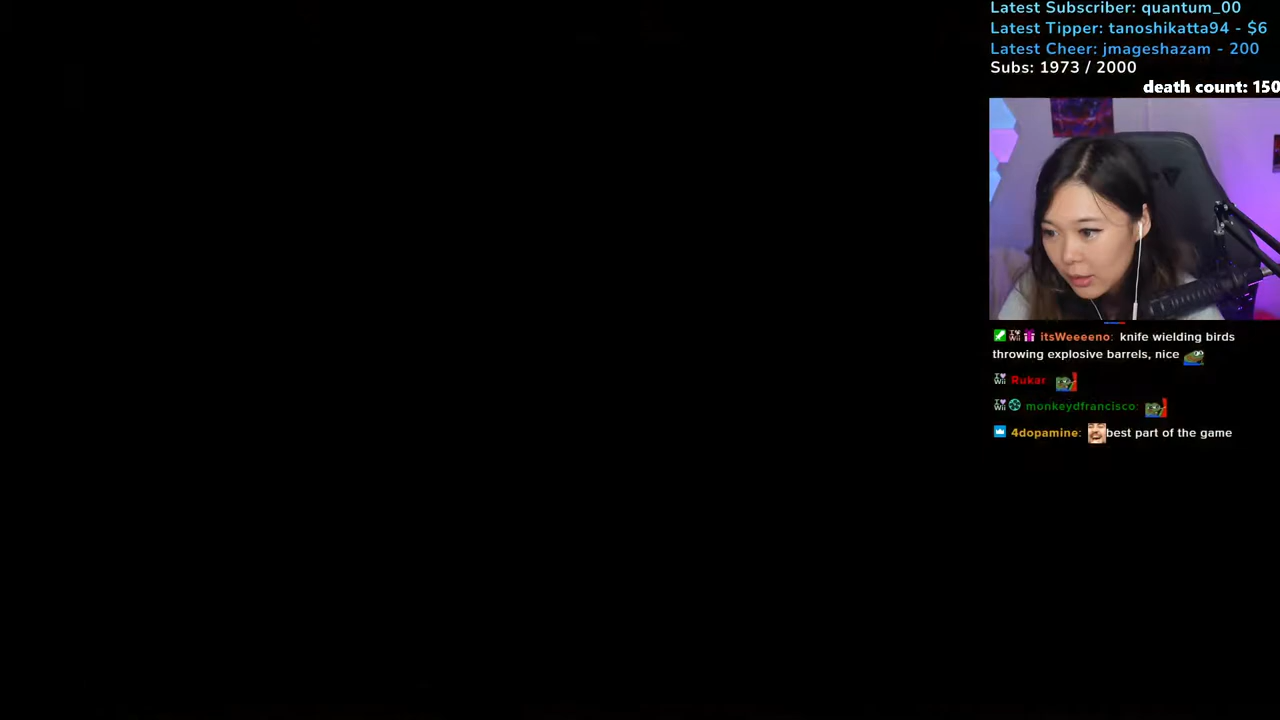 Latest Subscriber: quantum_00
Latest Tipper: tanoshikatta94 - $6
Latest Cheer: jmageshazam - 200
Subs: 1973 / 2000
death count: 150
itsWeeeeno: knife wielding birds
throwing explosive barrels, nice
Rukar
monkeydfrancisco:
4dopamine: best part of the game